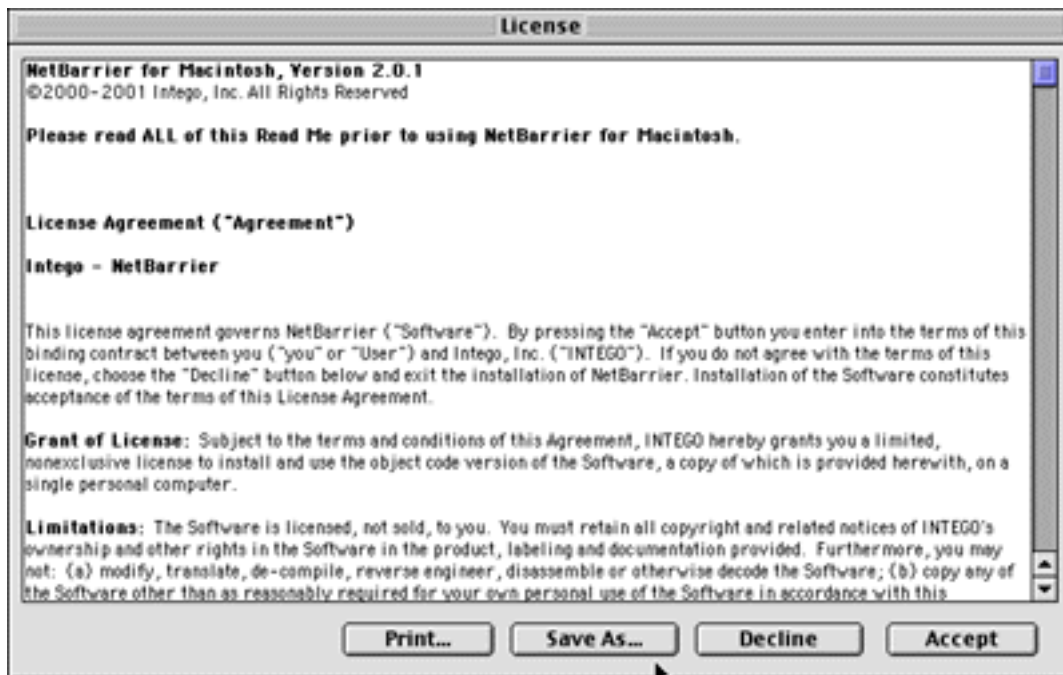 License
NetBarrier for Macintosh, Version 2.0.1
©2000-2001 Intego, Inc. All Rights Reserved
Please read ALL of this Read Me prior to using NetBarrier for Macintosh.
License Agreement ("Agreement")
Intego - NetBarrier
This license agreement governs NetBarrier ("Software"). By pressing the "Accept" button you enter into the terms of this
binding contract between you ("you" or "User") and Intego, Inc. ("INTEGO"). If you do not agree with the terms of this
license, choose the "Decline" button below and exit the installation of NetBarrier. Installation of the Software constitutes
acceptance of the terms of this License Agreement.
Grant of License: Subject to the terms and conditions of this Agreement, INTEGO hereby grants you a limited,
nonexclusive license to install and use the object code version of the Software, a copy of which is provided herewith, on a
single personal computer.
Limitations: The Software is licensed, not sold, to you. You must retain all copyright and related notices of INTEGO's
ownership and other rights in the Software in the product, labeling and documentation provided. Furthermore, you may
not: (a) modify, translate, de-compile, reverse engineer, disassemble or otherwise decode the Software; (b) copy any of
the Software other than as reasonably required for your own personal use of the Software in accordance with this
Print... Save As... Decline Accept